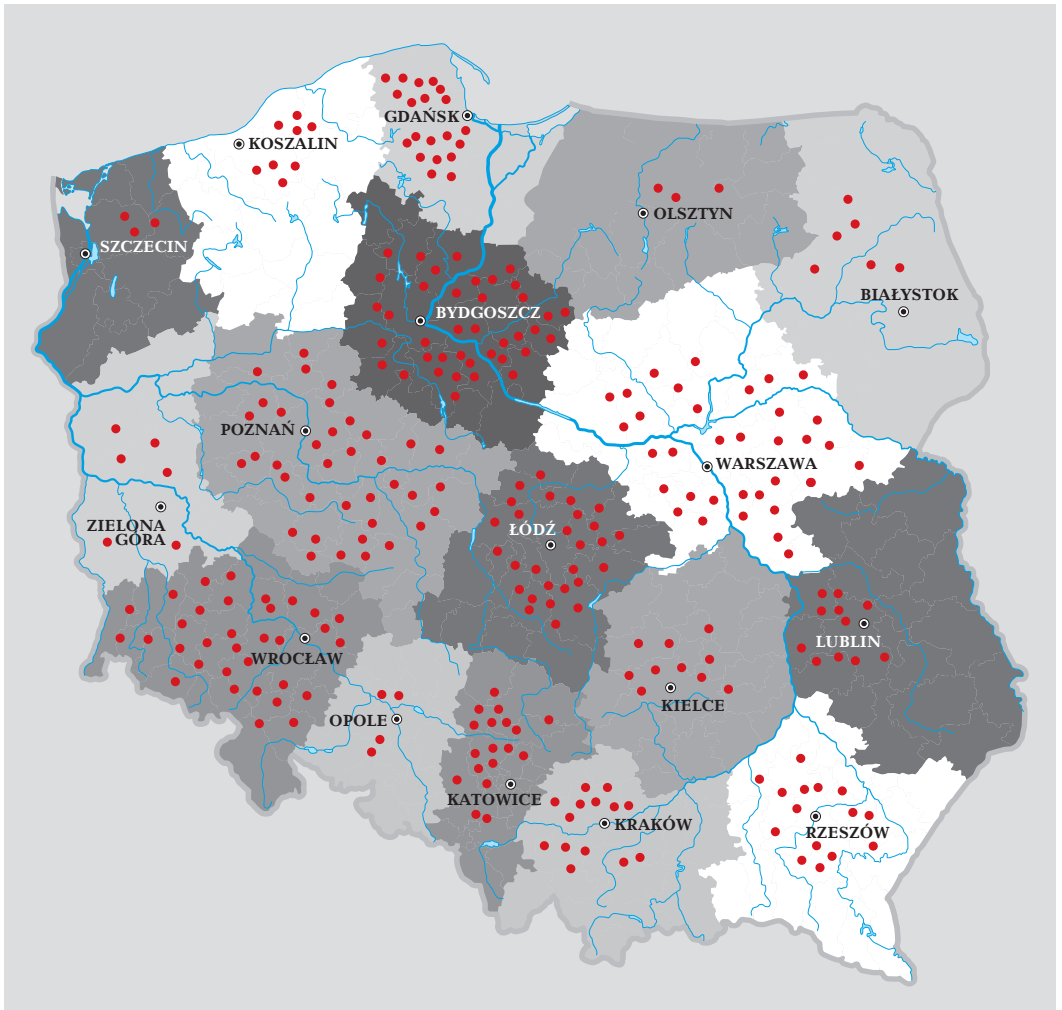 GDAŃSK
KOSZALIN
OLSZTYN
SZCZECIN
BIAŁYSTOK
BYDGOSZCZ
POZNAŃ
WARSZAWA
ZIELONA
GÓRA
ŁÓDŹ
LUBLIN
WROCŁAW
KIELCE
OPOLE
KATOWICE
KRAKÓW
RZESZÓW